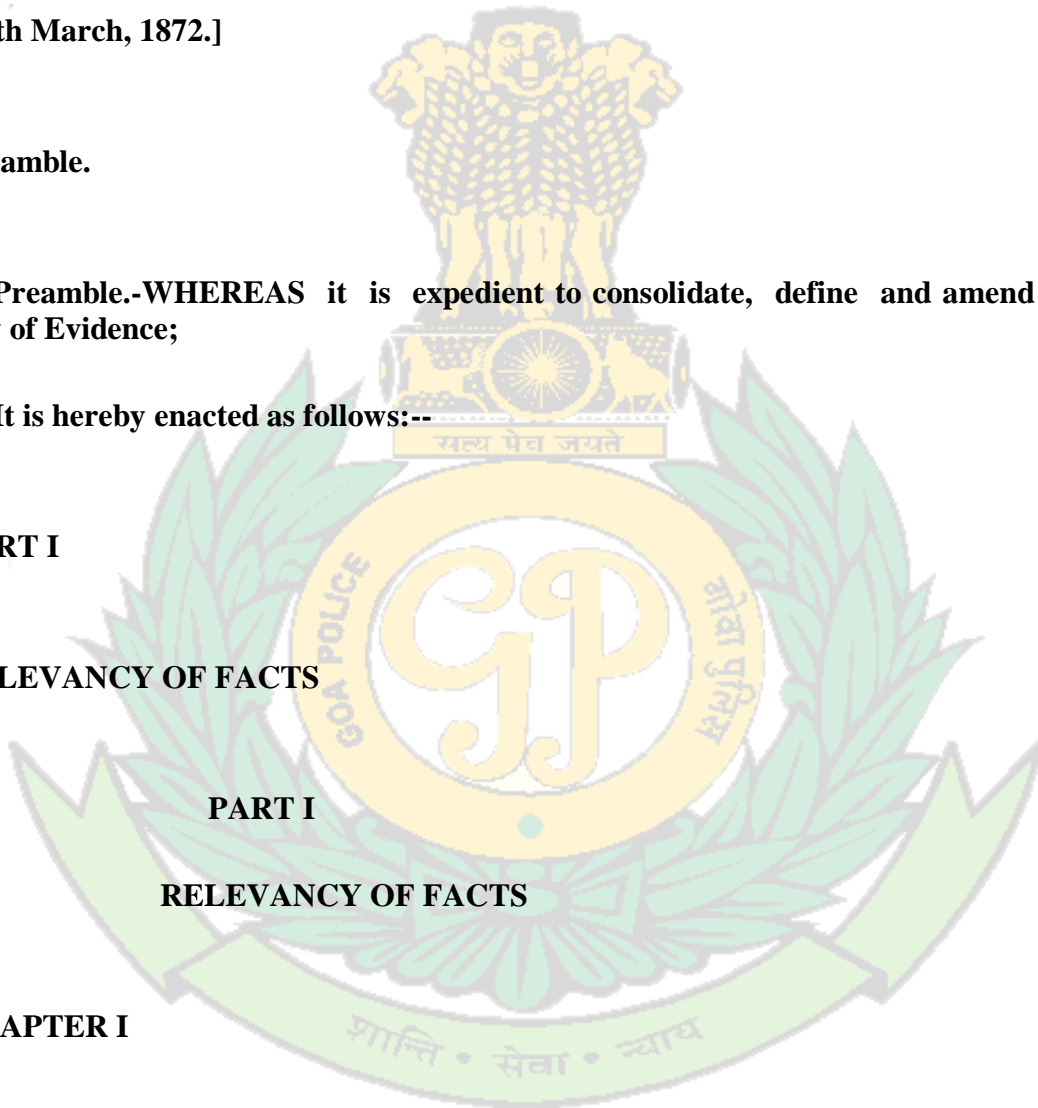 th March, 1872.]
amble.
Preamble.-WHEREAS it is expedient to consolidate, define and amend
of Evidence;
It is hereby enacted as follows:--
सत्य मेव जयते
RT I
GOA POLICE
गोवा पुलिस
LEVANCY OF FACTS
PART I
RELEVANCY OF FACTS
APTER I
शान्ति • सेवा • न्याय